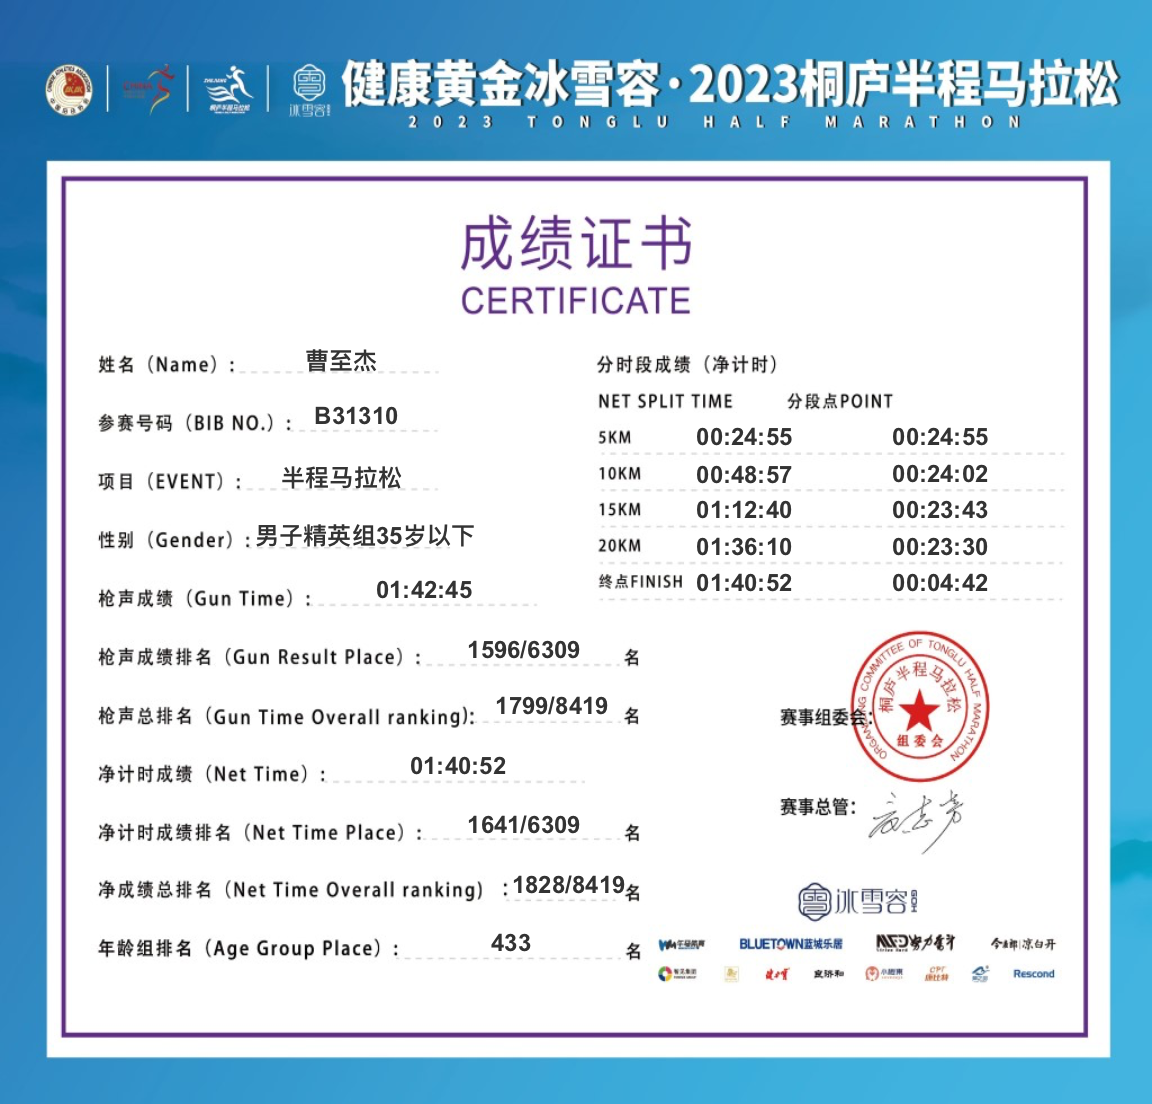 健康黄金冰雪容·2023桐庐半程马拉松
2023 TONGLU HALF MARATHON
冰雪容
成绩证书
CERTIFICATE
姓名（Name）: 曹至杰
参赛号码（BIB NO.）: B31310
项目（EVENT）: 半程马拉松
性别（Gender）: 男子精英组35岁以下
枪声成绩（Gun Time）: 01:42:45
枪声成绩排名（Gun Result Place）: 1596/6309 名
枪声总排名（Gun Time Overall ranking): 1799/8419 名
净计时成绩（Net Time）: 01:40:52
净计时成绩排名（Net Time Place）: 1641/6309 名
净成绩总排名（Net Time Overall ranking） : 1828/8419 名
年龄组排名（Age Group Place）: 433 名
分时段成绩（净计时）
NET SPLIT TIME 分段点POINT
5KM 00:24:55 00:24:55
10KM 00:48:57 00:24:02
15KM 01:12:40 00:23:43
20KM 01:36:10 00:23:30
终点FINISH 01:40:52 00:04:42
赛事组委会:
ORGANIZING COMMITTEE OF TONGLU HALF MARATHON
桐庐半程马拉松
组委会
赛事总管:
冰雪容
BLUETOWN蓝城乐居
努力奋斗
凉白开
Rescond